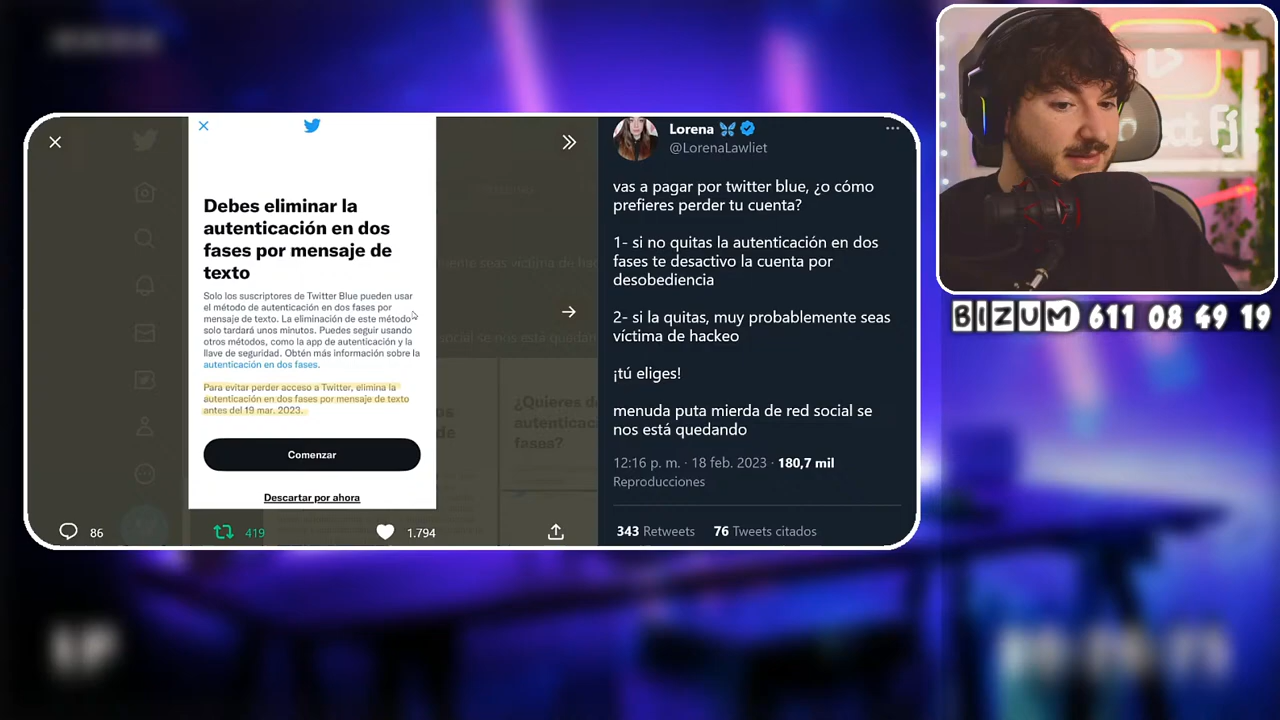 Debes eliminar la
autenticación en dos
fases por mensaje de
texto
Solo los suscriptores de Twitter Blue pueden usar
el método de autenticación en dos fases por
mensaje de texto. La eliminación de este método
solo tardará unos minutos. Puedes seguir usando
otros métodos, como la app de autenticación y la
llave de seguridad. Obtén más información sobre la
autenticación en dos fases.
Para evitar perder acceso a Twitter, elimina la
autenticación en dos fases por mensaje de texto
antes del 19 mar. 2023.
Comenzar
Descartar por ahora
¿Quieres
autenticac
fases?
86
419
1.794
Lorena
@LorenaLawliet
vas a pagar por twitter blue, ¿o cómo
prefieres perder tu cuenta?
1- si no quitas la autenticación en dos
fases te desactivo la cuenta por
desobediencia
2- si la quitas, muy probablemente seas
víctima de hackeo
¡tú eliges!
menuda puta mierda de red social se
nos está quedando
12:16 p. m. · 18 feb. 2023 · 180,7 mil
Reproducciones
343 Retweets 76 Tweets citados
BIZUM 611 08 49 19